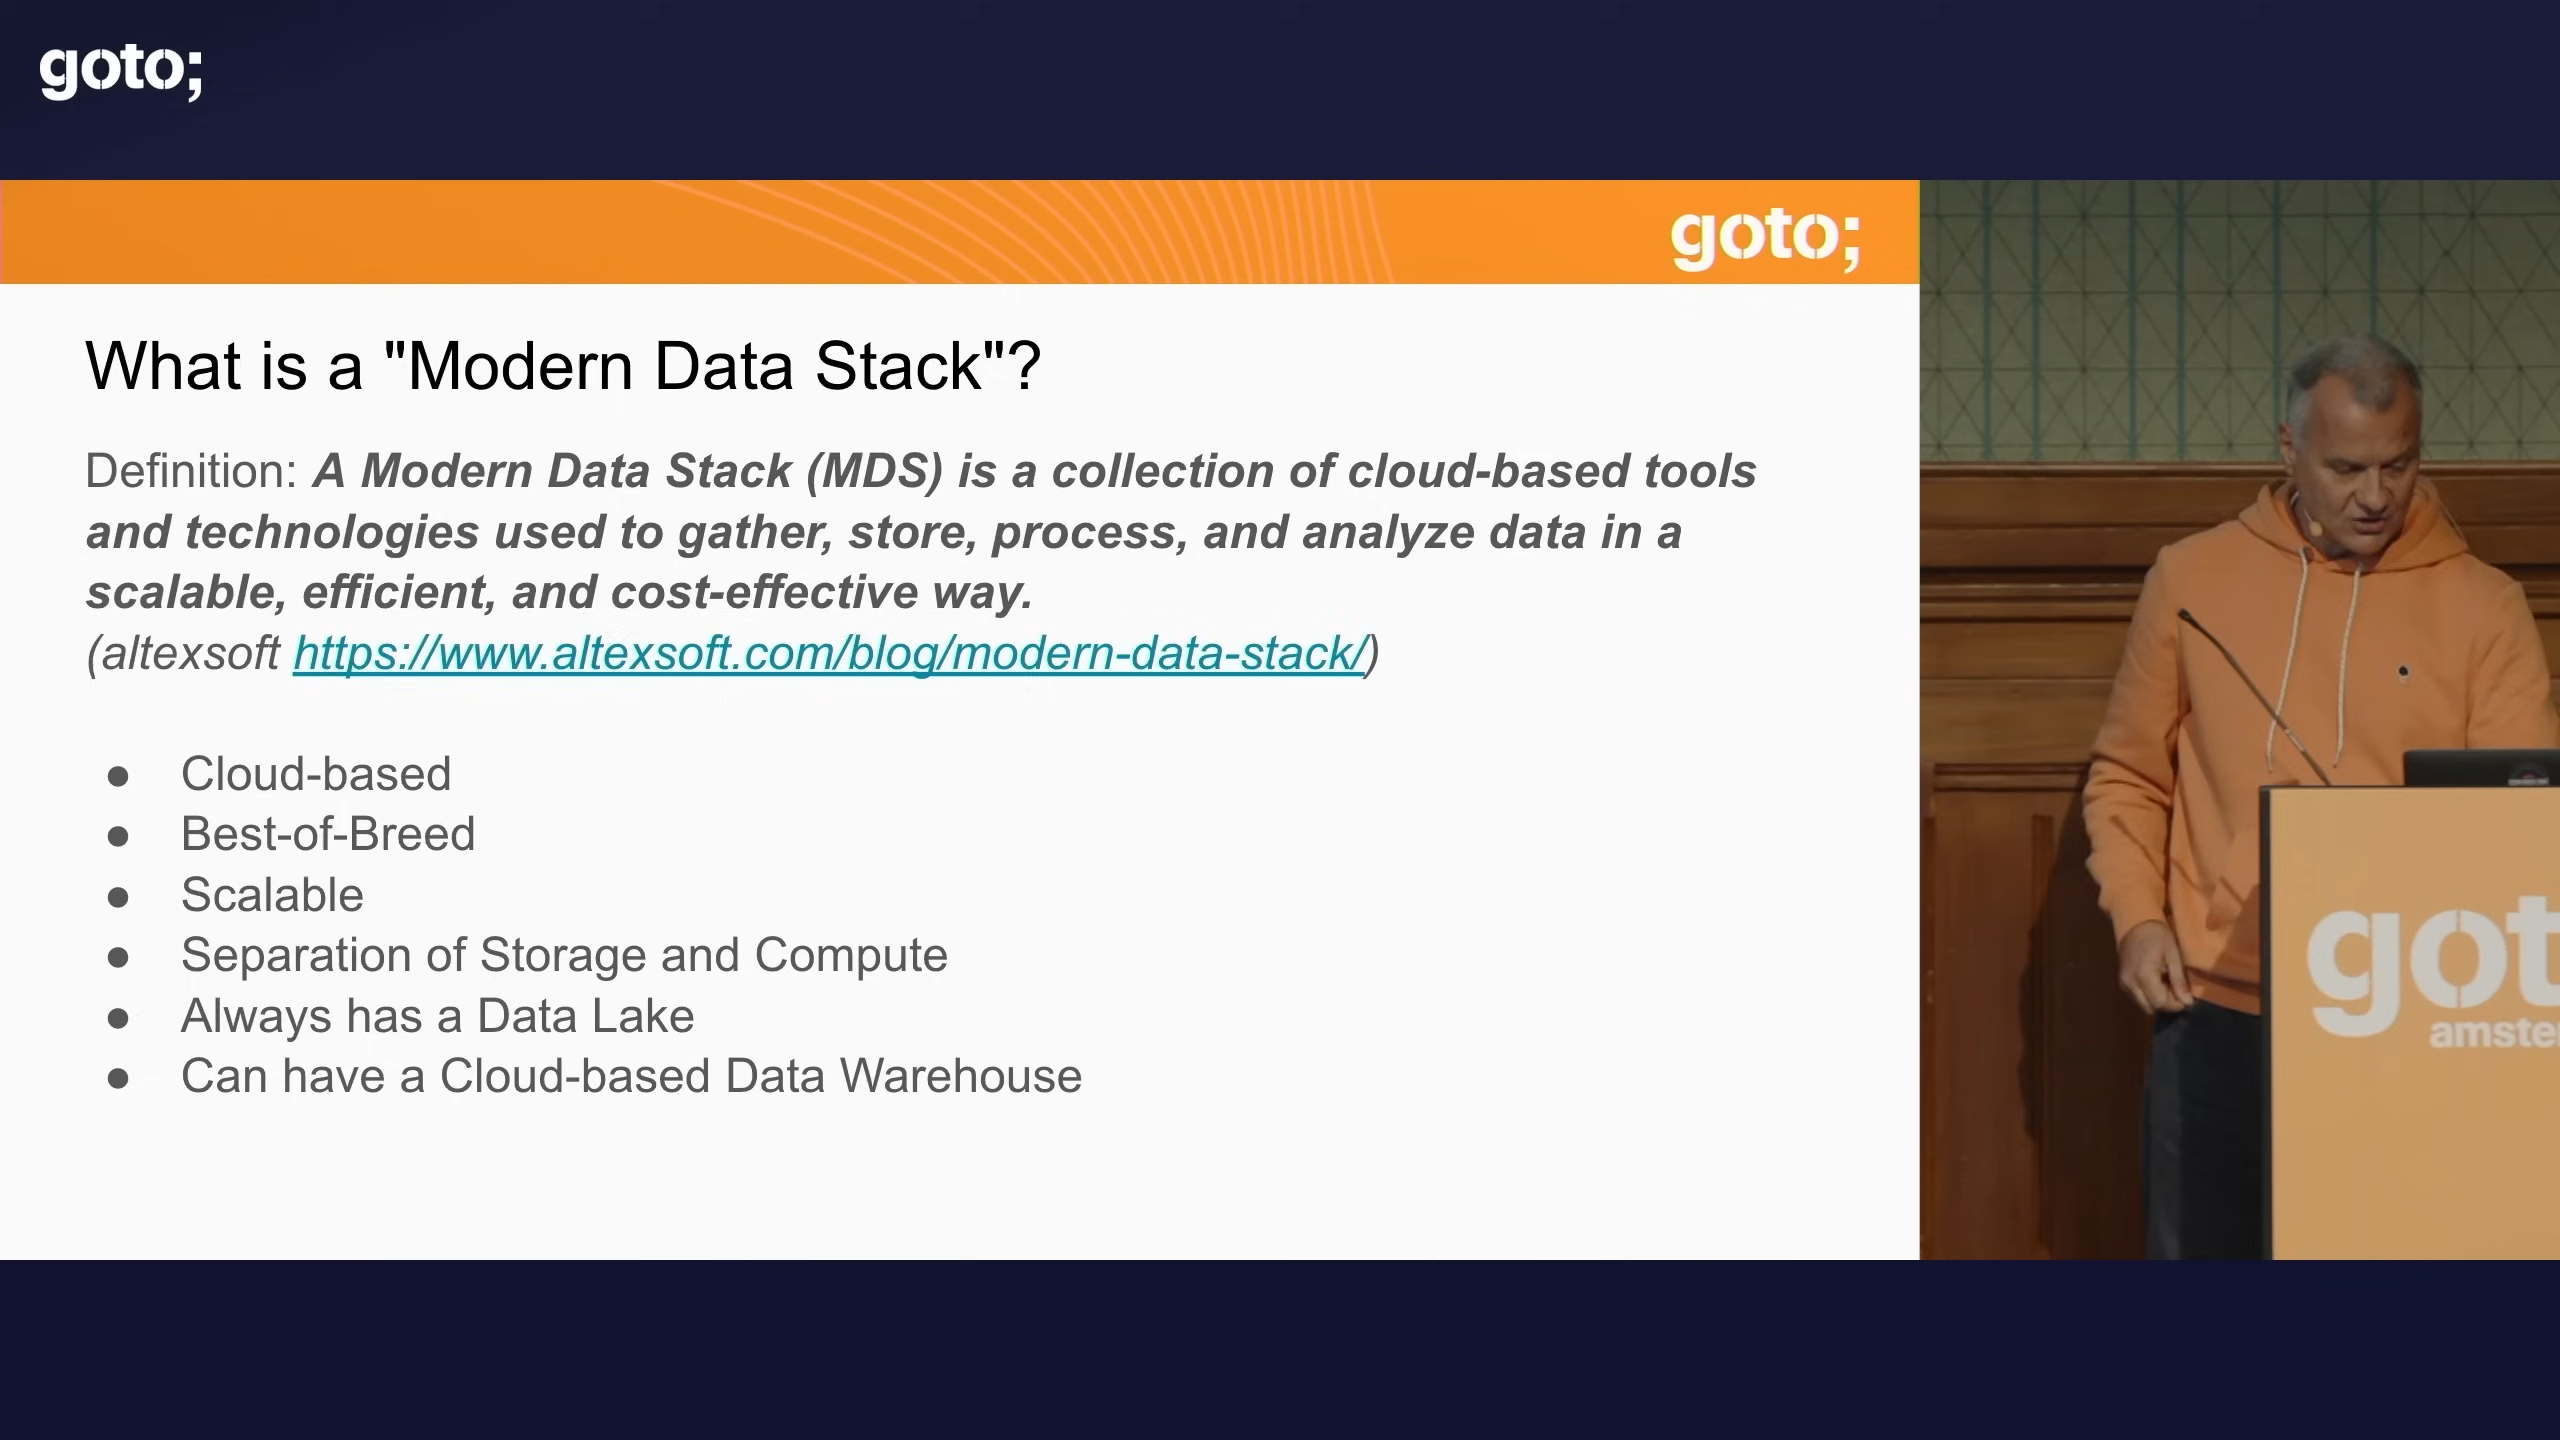 goto;
goto;
What is a "Modern Data Stack"?
Definition: A Modern Data Stack (MDS) is a collection of cloud-based tools
and technologies used to gather, store, process, and analyze data in a
scalable, efficient, and cost-effective way.
(altexsoft https://www.altexsoft.com/blog/modern-data-stack/)
● Cloud-based
● Best-of-Breed
● Scalable
● Separation of Storage and Compute
● Always has a Data Lake
● Can have a Cloud-based Data Warehouse
got
amste